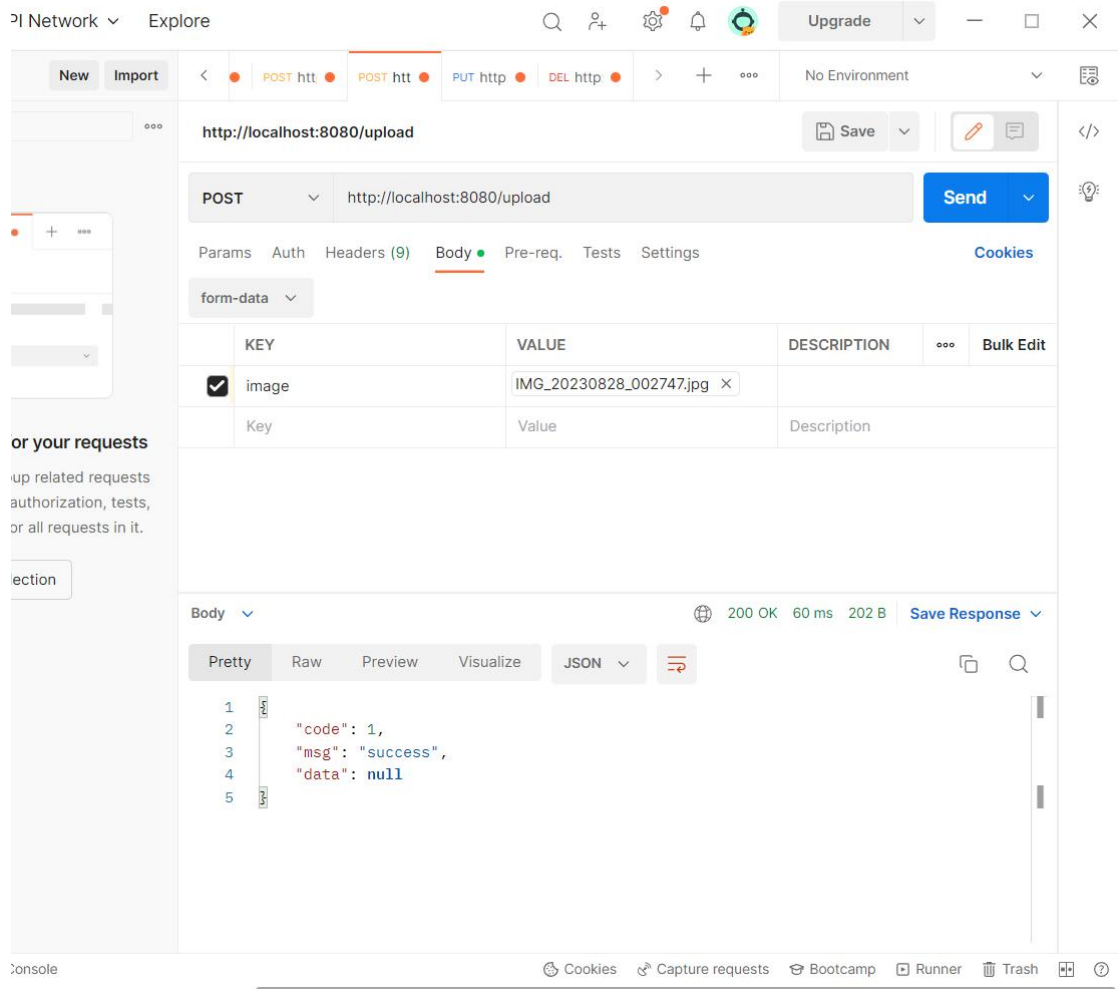 PI Network Explore Upgrade
New Import POST htt POST htt PUT http DEL http No Environment
http://localhost:8080/upload Save
POST http://localhost:8080/upload Send
Params Auth Headers (9) Body Pre-req. Tests Settings Cookies
form-data
KEY VALUE DESCRIPTION Bulk Edit
image IMG_20230828_002747.jpg
Key Value Description
or your requests
up related requests
authorization, tests,
or all requests in it.
lection
Body 200 OK 60 ms 202 B Save Response
Pretty Raw Preview Visualize JSON
1 {
2 "code": 1,
3 "msg": "success",
4 "data": null
5 }
Console Cookies Capture requests Bootcamp Runner Trash